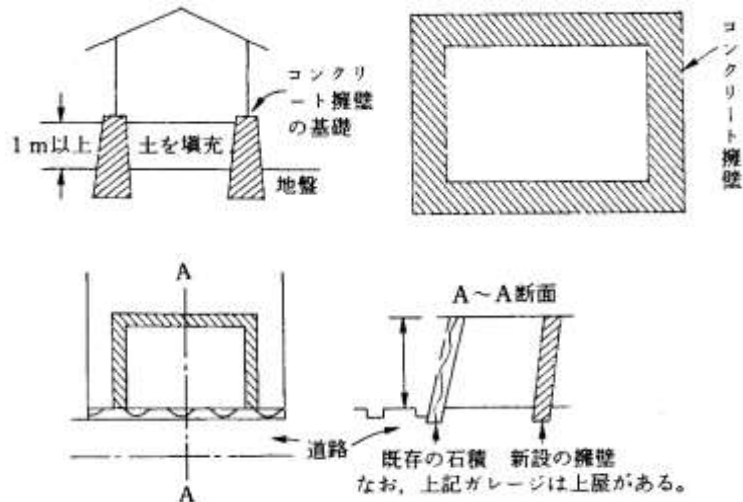 コンクリ
ート擁壁
の基礎
1m以上
土を塡充
地盤
コンクリート擁壁
A
A
A～A断面
道路
既存の石積
新設の擁壁
なお，上記ガレージは上屋がある。